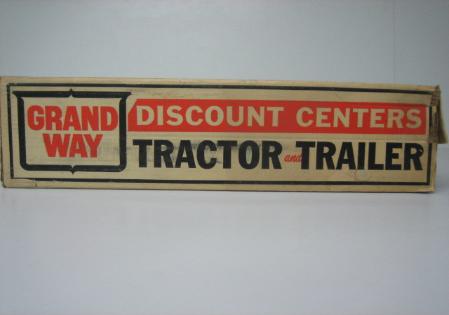 GRAND
WAY
DISCOUNT CENTERS
TRACTOR and TRAILER